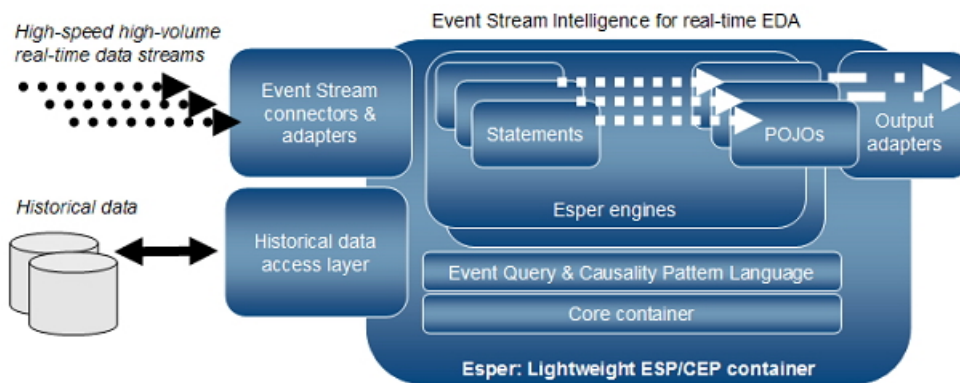 Event Stream Intelligence for real-time EDA
High-speed high-volume
real-time data streams
Event Stream
connectors &
adapters
Statements
POJOs
Output
adapters
Esper engines
Historical data
Historical data
access layer
Event Query & Causality Pattern Language
Core container
Esper: Lightweight ESP/CEP container